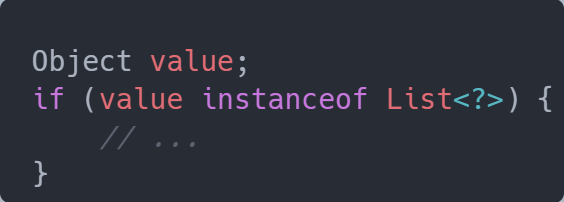 Object value;
if (value instanceof List<?>) {
    // ...
}